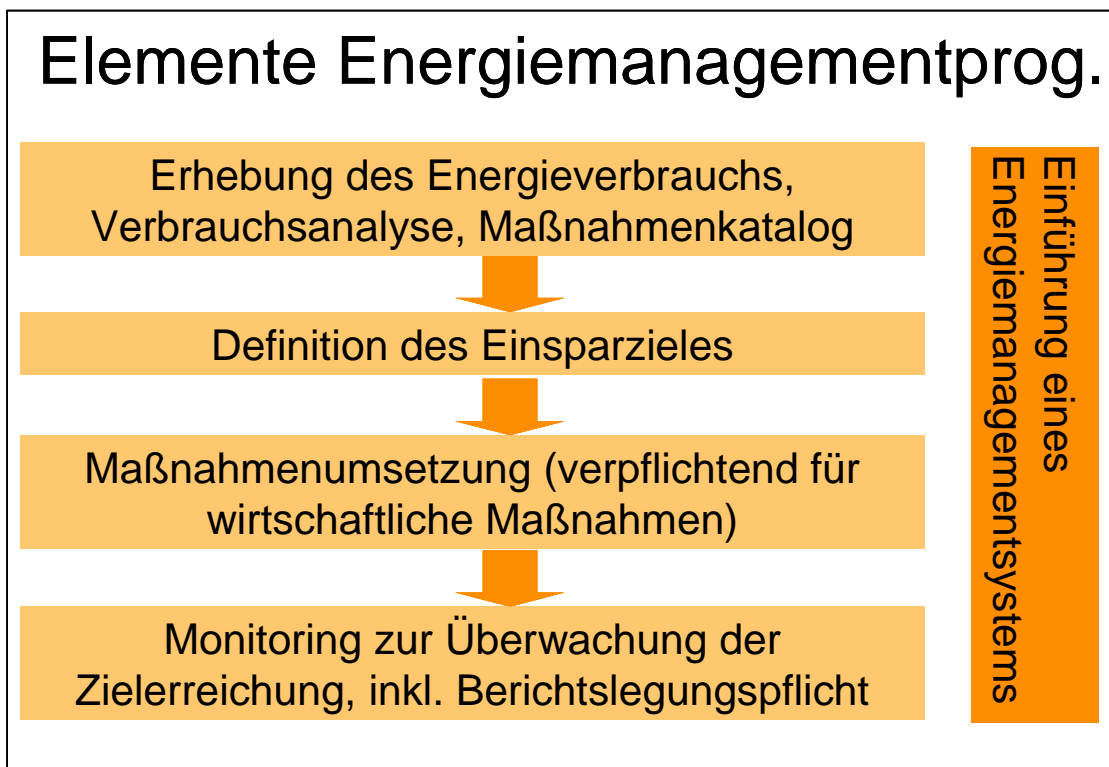 Elemente Energiemanagementprog.
Erhebung des Energieverbrauchs,
Verbrauchsanalyse, Maßnahmenkatalog
Definition des Einsparzieles
Maßnahmenumsetzung (verpflichtend für
wirtschaftliche Maßnahmen)
Monitoring zur Überwachung der
Zielerreichung, inkl. Berichtslegungspflicht
Einführung eines
Energiemanagementsystems